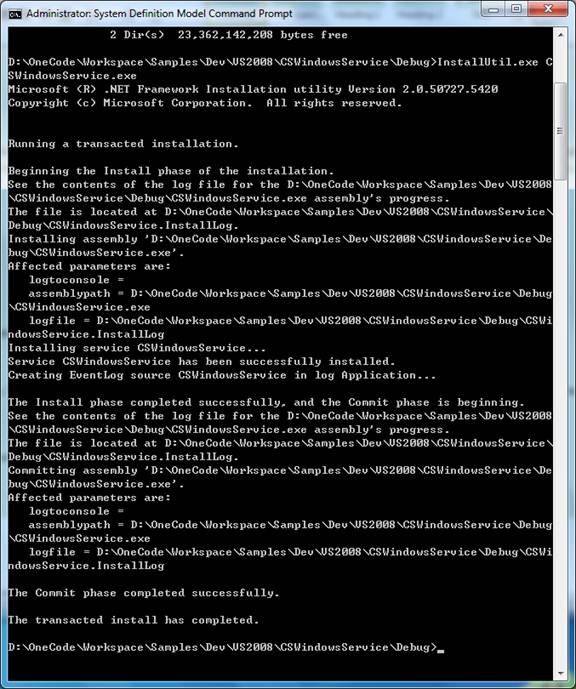 Administrator: System Definition Model Command Prompt
2 Dir(s)  23,362,142,208 bytes free
D:\OneCode\Workspace\Samples\Dev\VS2008\CSWindowsService\Debug>InstallUtil.exe C
SWindowsService.exe
Microsoft (R) .NET Framework Installation utility Version 2.0.50727.5420
Copyright (c) Microsoft Corporation.  All rights reserved.
Running a transacted installation.
Beginning the Install phase of the installation.
See the contents of the log file for the D:\OneCode\Workspace\Samples\Dev\VS2008
\CSWindowsService\Debug\CSWindowsService.exe assembly's progress.
The file is located at D:\OneCode\Workspace\Samples\Dev\VS2008\CSWindowsService\
Debug\CSWindowsService.InstallLog.
Installing assembly 'D:\OneCode\Workspace\Samples\Dev\VS2008\CSWindowsService\De
bug\CSWindowsService.exe'.
Affected parameters are:
   logtoconsole =
   assemblypath = D:\OneCode\Workspace\Samples\Dev\VS2008\CSWindowsService\Debug
\CSWindowsService.exe
   logfile = D:\OneCode\Workspace\Samples\Dev\VS2008\CSWindowsService\Debug\CSWi
ndowsService.InstallLog
Installing service CSWindowsService...
Service CSWindowsService has been successfully installed.
Creating EventLog source CSWindowsService in log Application...
The Install phase completed successfully, and the Commit phase is beginning.
See the contents of the log file for the D:\OneCode\Workspace\Samples\Dev\VS2008
\CSWindowsService\Debug\CSWindowsService.exe assembly's progress.
The file is located at D:\OneCode\Workspace\Samples\Dev\VS2008\CSWindowsService\
Debug\CSWindowsService.InstallLog.
Committing assembly 'D:\OneCode\Workspace\Samples\Dev\VS2008\CSWindowsService\De
bug\CSWindowsService.exe'.
Affected parameters are:
   logtoconsole =
   assemblypath = D:\OneCode\Workspace\Samples\Dev\VS2008\CSWindowsService\Debug
\CSWindowsService.exe
   logfile = D:\OneCode\Workspace\Samples\Dev\VS2008\CSWindowsService\Debug\CSWi
ndowsService.InstallLog
The Commit phase completed successfully.
The transacted install has completed.
D:\OneCode\Workspace\Samples\Dev\VS2008\CSWindowsService\Debug>_